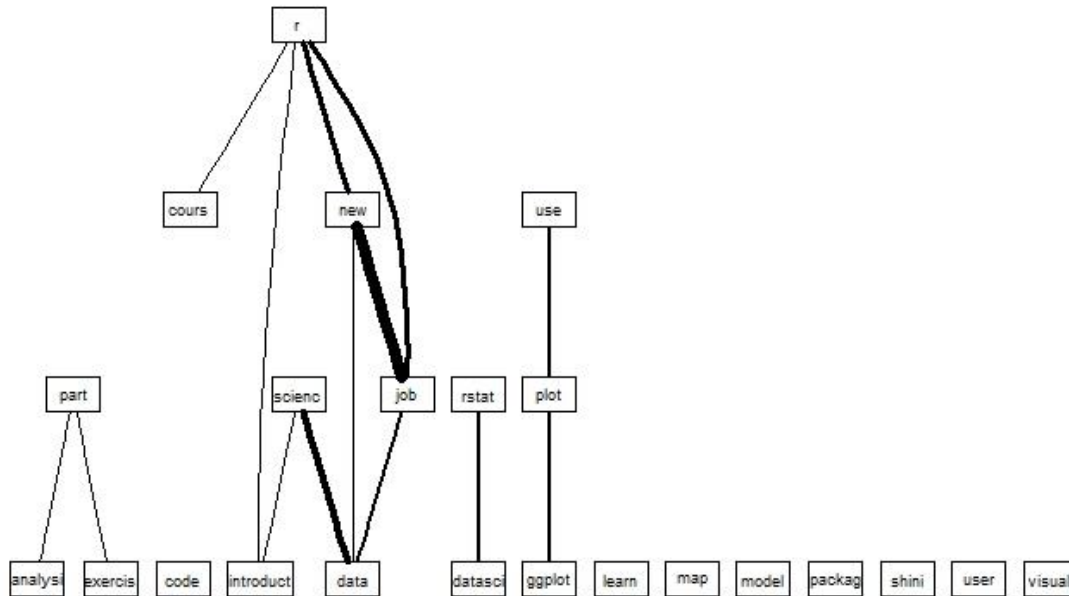 r
cours new use
part scienc job rstat plot
analysi exercis code introduct data datasci ggplot learn map model packag shini user visual